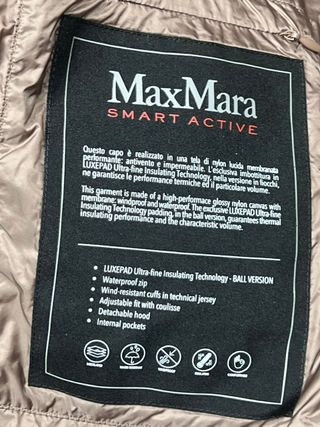 MaxMara
SMART ACTIVE
Questo capo è realizzato in una tela di nylon lucida membranata
performante: antivento e impermeabile. L'esclusiva imbottitura in
LUXEPAD Ultra-fine Insulating Technology, nella versione in fiocchi,
ne garantisce le performance termiche ed il particolare volume.
This garment is made of a high-performace glossy nylon canvas with
membrane: windproof and waterproof. The exclusive LUXEPAD Ultra-fine
Insulating Technology padding, in the ball version, guarantees thermal
insulating performance and the characteristic volume.
• LUXEPAD Ultra-fine Insulating Technology - BALL VERSION
• Waterproof zip
• Wind-resistant cuffs in technical jersey
• Adjustable fit with coulisse
• Detachable hood
• Internal pockets